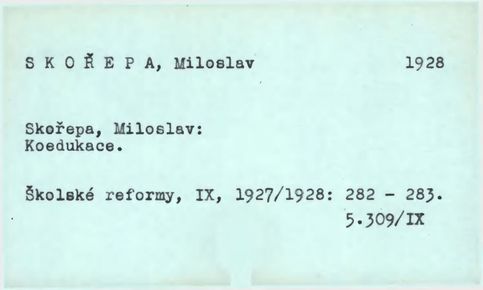 S K O Ř E P A, Miloslav 1928
Skořepa, Miloslav:
Koedukace.
Školské reformy, IX, 1927/1928: 282 - 283.
5.309/IX